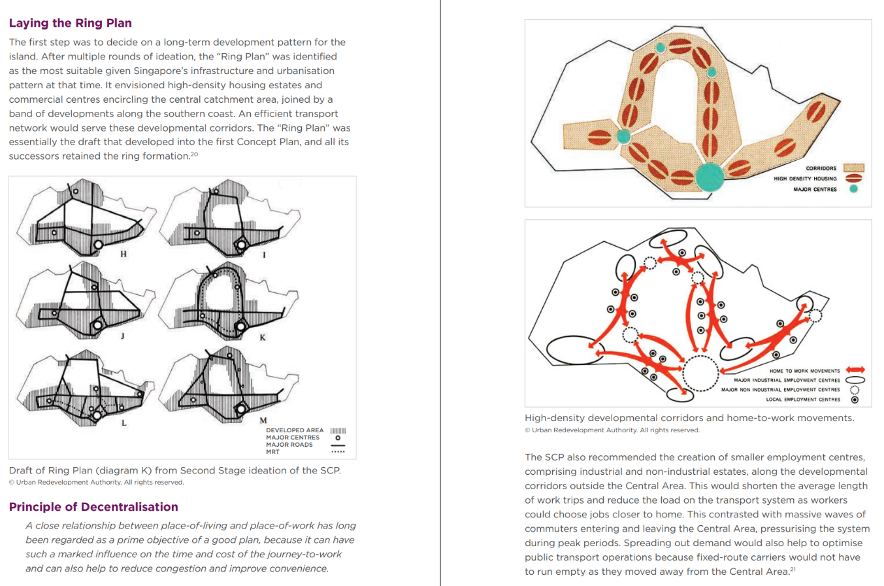 Laying the Ring Plan
The first step was to decide on a long-term development pattern for the
island. After multiple rounds of ideation, the “Ring Plan” was identified
as the most suitable given Singapore’s infrastructure and urbanisation
pattern at that time. It envisioned high-density housing estates and
commercial centres encircling the central catchment area, joined by a
band of developments along the southern coast. An efficient transport
network would serve these developmental corridors. The “Ring Plan” was
essentially the draft that developed into the first Concept Plan, and all its
successors retained the ring formation.20
H
I
J
K
L
M
DEVELOPED AREA
MAJOR CENTRES
MAJOR ROADS
MRT
Draft of Ring Plan (diagram K) from Second Stage ideation of the SCP.
© Urban Redevelopment Authority. All rights reserved.
Principle of Decentralisation
A close relationship between place-of-living and place-of-work has long
been regarded as a prime objective of a good plan, because it can have
such a marked influence on the time and cost of the journey-to-work
and can also help to reduce congestion and improve convenience.
CORRIDORS
HIGH DENSITY HOUSING
MAJOR CENTRES
HOME TO WORK MOVEMENTS
MAJOR INDUSTRIAL EMPLOYMENT CENTRES
MAJOR NON INDUSTRIAL EMPLOYMENT CENTRES
LOCAL EMPLOYMENT CENTRES
High-density developmental corridors and home-to-work movements.
© Urban Redevelopment Authority. All rights reserved.
The SCP also recommended the creation of smaller employment centres,
comprising industrial and non-industrial estates, along the developmental
corridors outside the Central Area. This would shorten the average length
of work trips and reduce the load on the transport system as workers
could choose jobs closer to home. This contrasted with massive waves of
commuters entering and leaving the Central Area, pressurising the system
during peak periods. Spreading out demand would also help to optimise
public transport operations because fixed-route carriers would not have
to run empty as they moved away from the Central Area.21